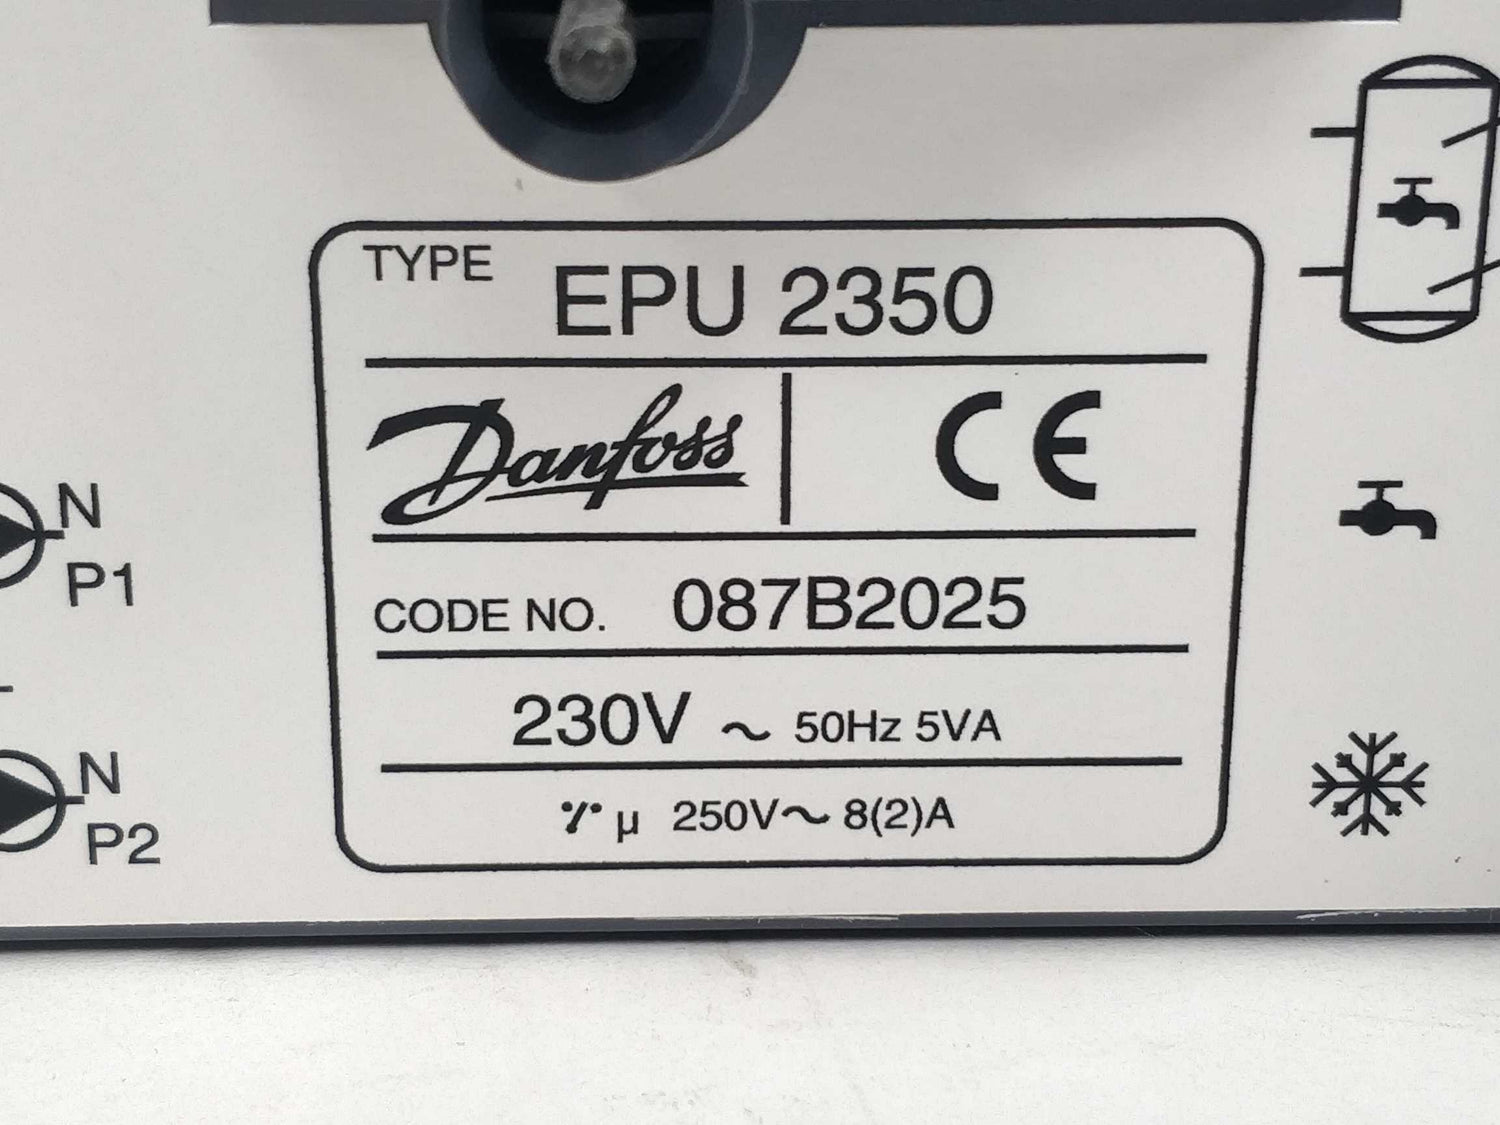 TYPE EPU 2350
Danfoss CE
CODE NO. 087B2025
230V ~ 50Hz 5VA
µ 250V~ 8(2)A
N
P1
N
P2